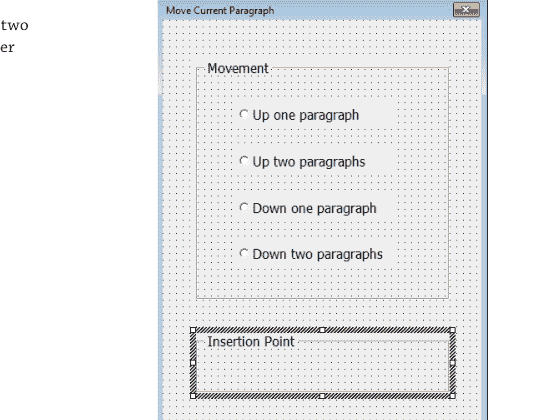 two
er
Move Current Paragraph
Movement
Up one paragraph
Up two paragraphs
Down one paragraph
Down two paragraphs
Insertion Point